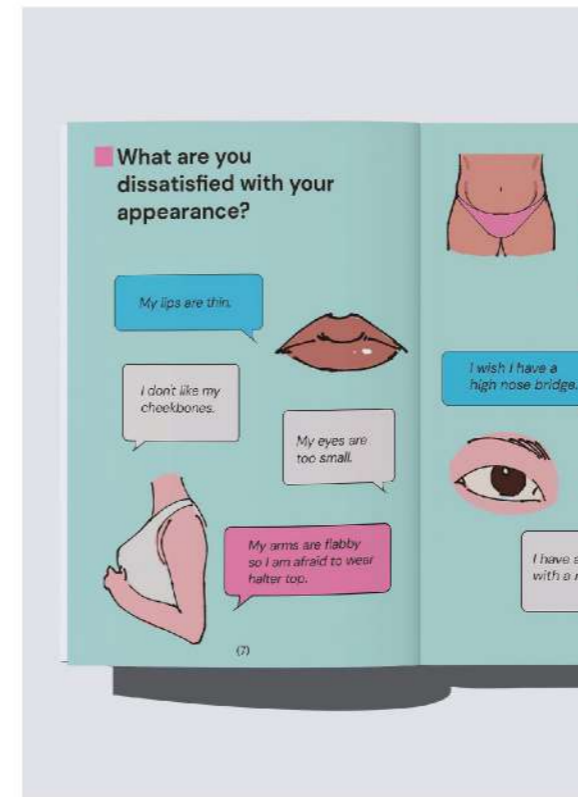 What are you
dissatisfied with your
appearance?
My lips are thin.
I don't like my
cheekbones.
My eyes are
too small.
My arms are flabby
so I am afraid to wear
halter top.
(7)
I wish I have a
high nose bridge.
I have a
with a